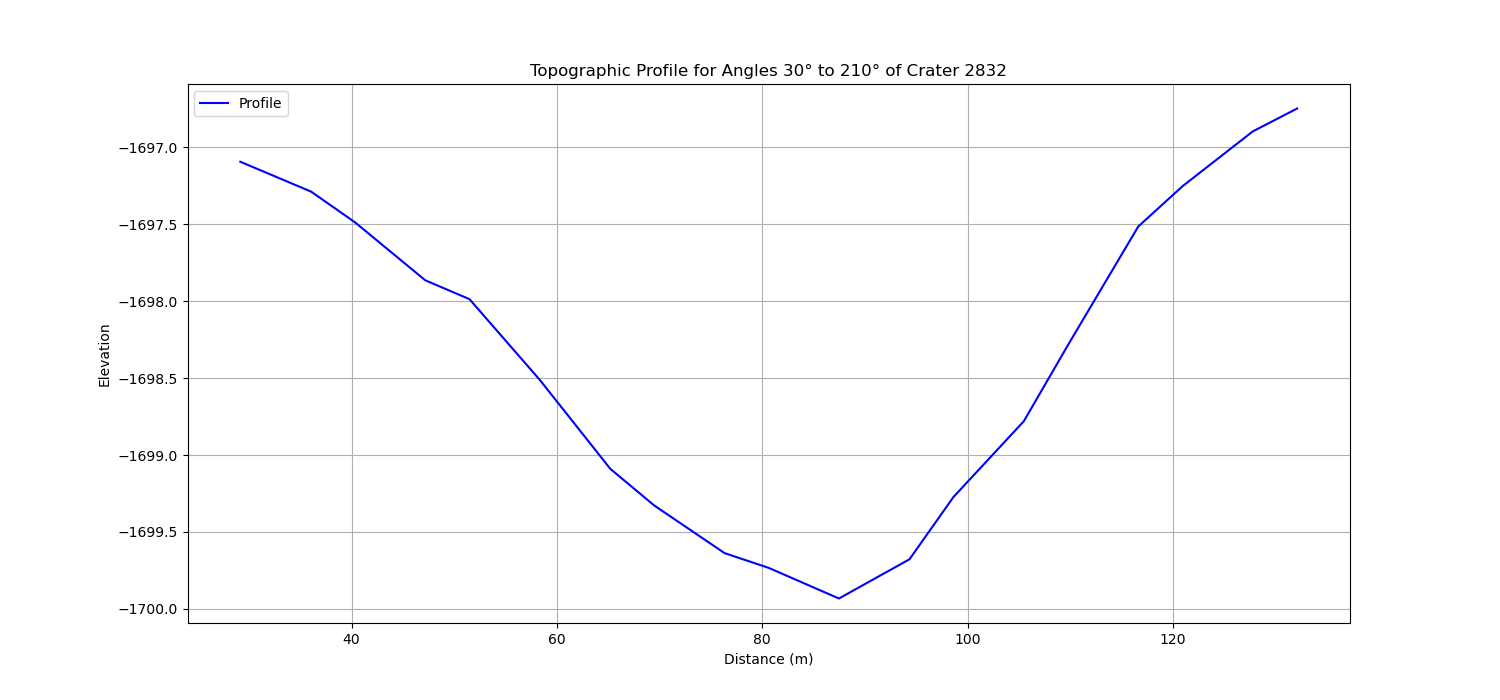 Topographic Profile for Angles 30° to 210° of Crater 2832
Profile
−1697.0
−1697.5
−1698.0
−1698.5
−1699.0
−1699.5
−1700.0
Elevation
40 60 80 100 120
Distance (m)